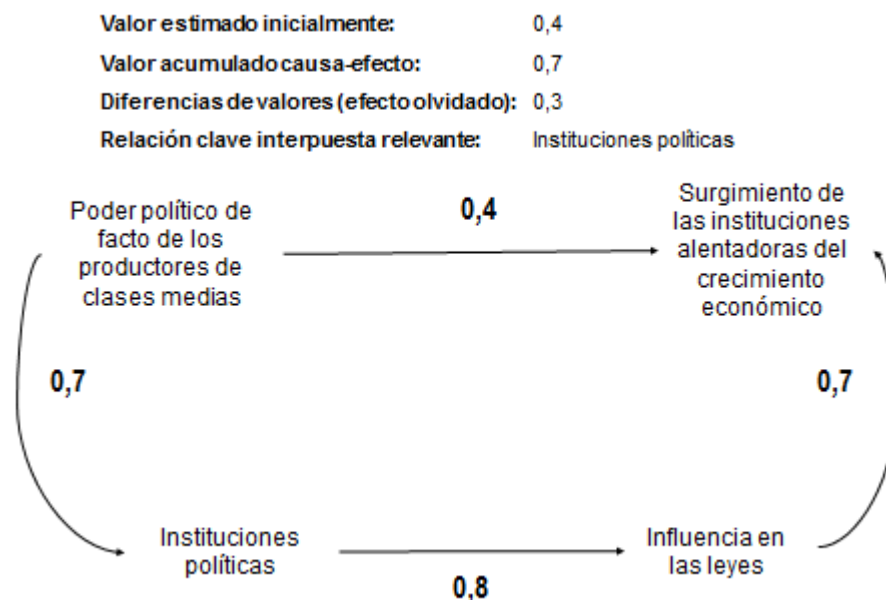 Valor estimado inicialmente: 0,4
Valor acumulado causa-efecto: 0,7
Diferencias de valores (efecto olvidado): 0,3
Relación clave interpuesta relevante: Instituciones políticas
Poder político de
facto de los
productores de
clases medias
0,4
Surgimiento de
las instituciones
alentadoras del
crecimiento
económico
0,7
0,7
Instituciones
políticas
0,8
Influencia en
las leyes